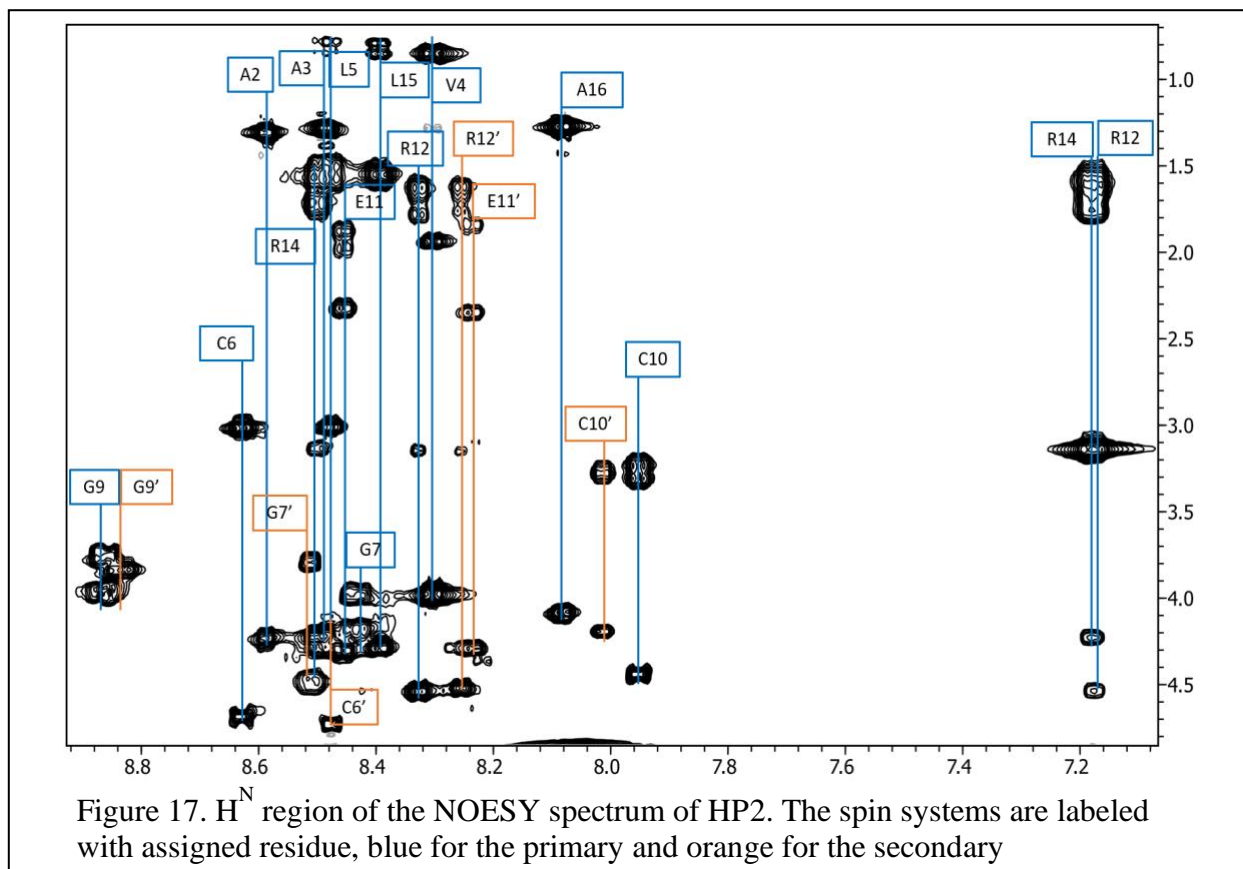 A2
A3
L5
L15
V4
A16
R12
R12'
R14
R12
E11
E11'
R14
C6
C10
C10'
G9
G9'
G7'
G7
C6'
1.0
1.5
2.0
2.5
3.0
3.5
4.0
4.5
8.8 8.6 8.4 8.2 8.0 7.8 7.6 7.4 7.2
Figure 17. H^N region of the NOESY spectrum of HP2. The spin systems are labeled
with assigned residue, blue for the primary and orange for the secondary